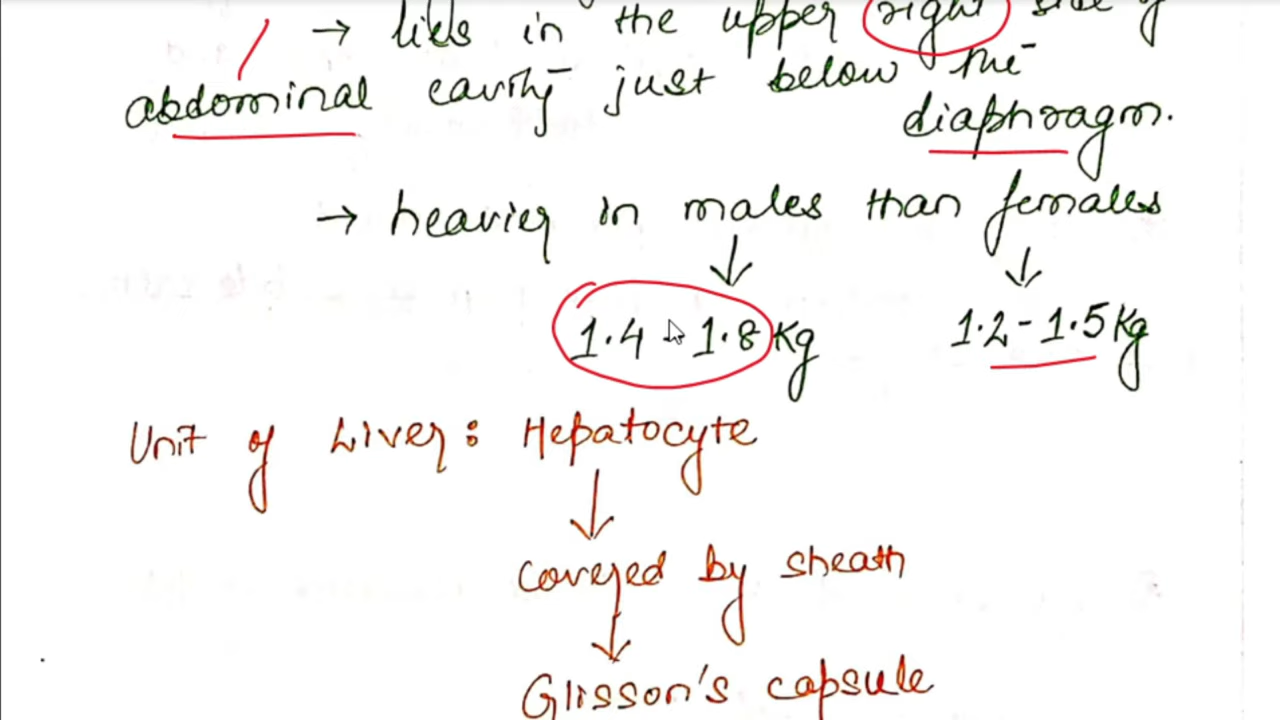 → lies in the upper right side of
abdominal cavity just below the
diaphragm.
→ heavier in males than females
1.4 - 1.8 Kg 1.2 - 1.5 Kg
Unit of Liver : Hepatocyte
covered by sheath
Glisson's capsule